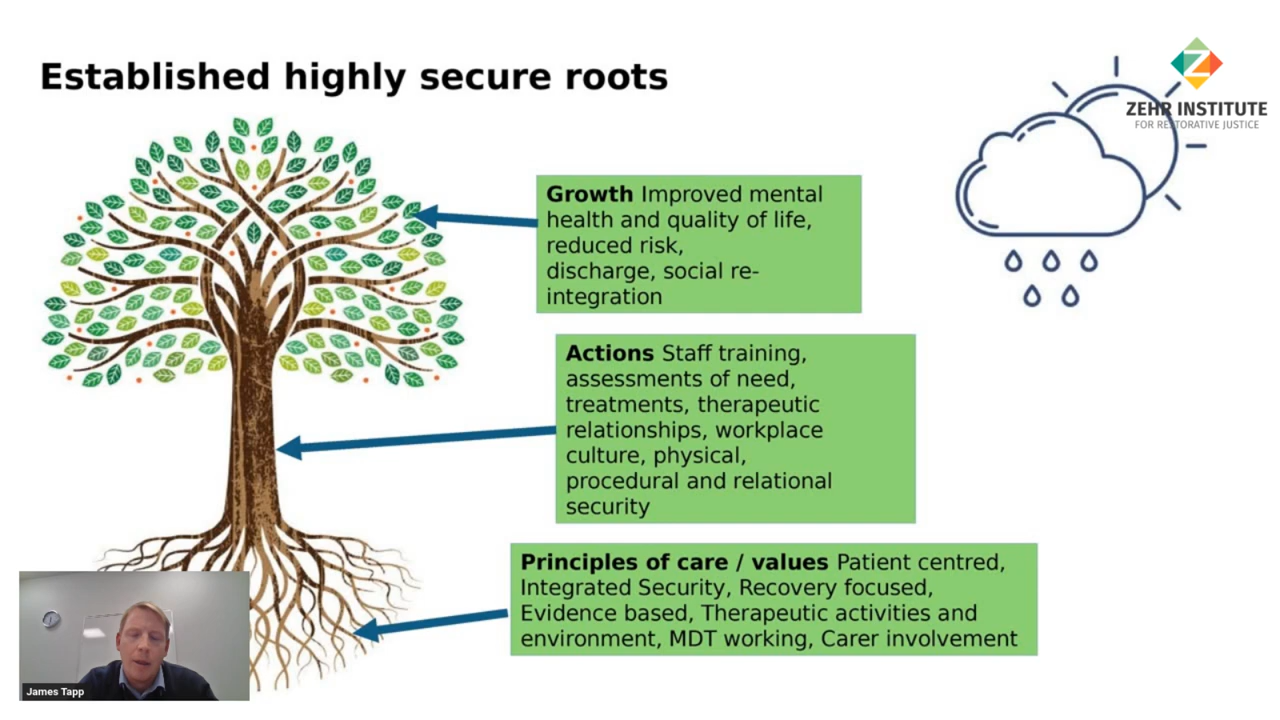 Established highly secure roots
ZEHR INSTITUTE
FOR RESTORATIVE JUSTICE
Growth Improved mental
health and quality of life,
reduced risk,
discharge, social re-
integration
Actions Staff training,
assessments of need,
treatments, therapeutic
relationships, workplace
culture, physical,
procedural and relational
security
Principles of care / values Patient centred,
Integrated Security, Recovery focused,
Evidence based, Therapeutic activities and
environment, MDT working, Carer involvement
James Tapp